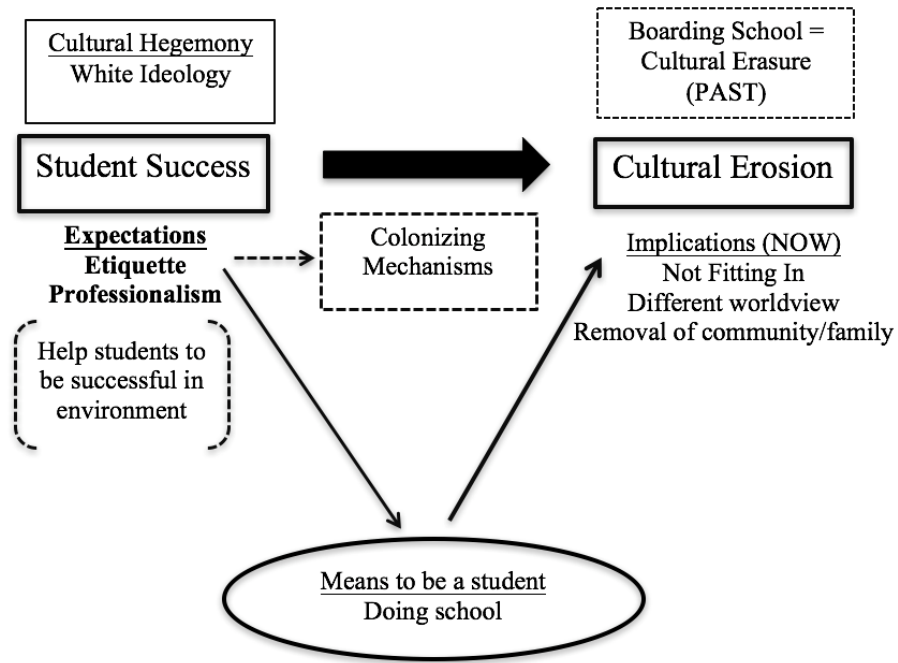 Cultural Hegemony
White Ideology
Student Success
Expectations
Etiquette
Professionalism
Help students to
be successful in
environment
Colonizing
Mechanisms
Boarding School =
Cultural Erasure
(PAST)
Cultural Erosion
Implications (NOW)
Not Fitting In
Different worldview
Removal of community/family
Means to be a student
Doing school